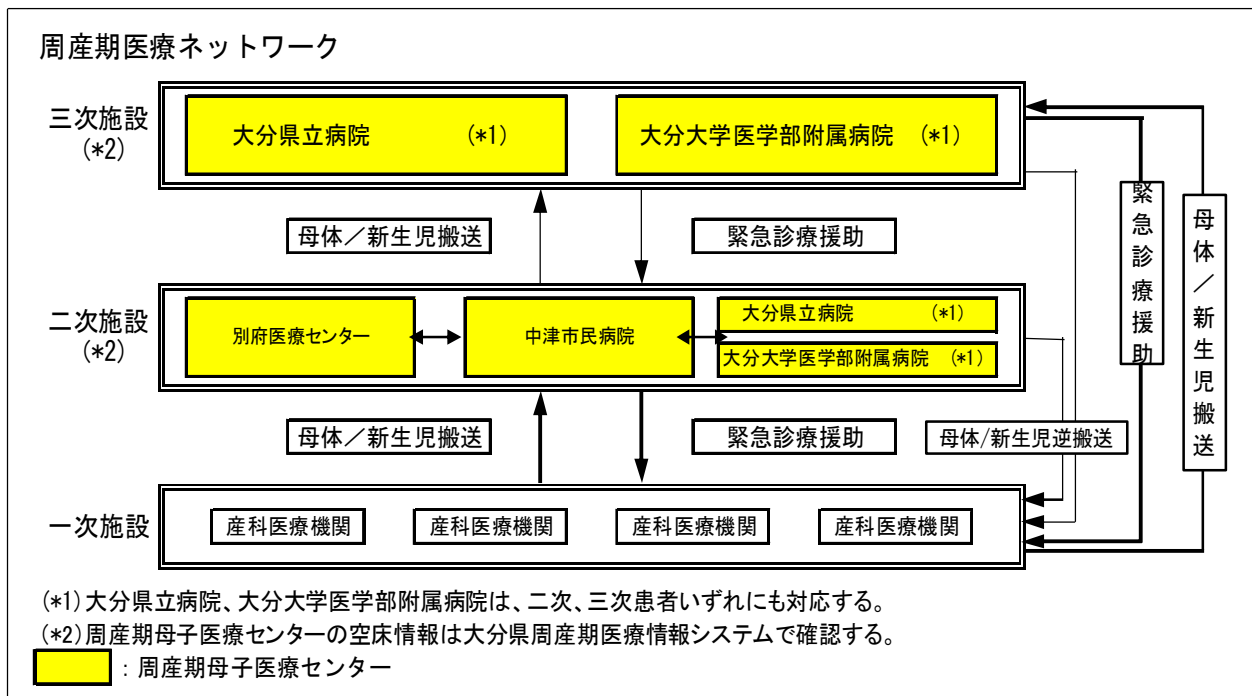 周産期医療ネットワーク
三次施設
(*2)
大分県立病院 (*1)
大分大学医学部附属病院 (*1)
母体／新生児搬送
緊急診療援助
二次施設
(*2)
別府医療センター
中津市民病院
大分県立病院 (*1)
大分大学医学部附属病院 (*1)
母体／新生児搬送
緊急診療援助
母体/新生児逆搬送
緊急診療援助
母体／新生児搬送
一次施設
産科医療機関
産科医療機関
産科医療機関
産科医療機関
(*1)大分県立病院、大分大学医学部附属病院は、二次、三次患者いずれにも対応する。
(*2)周産期母子医療センターの空床情報は大分県周産期医療情報システムで確認する。
：周産期母子医療センター